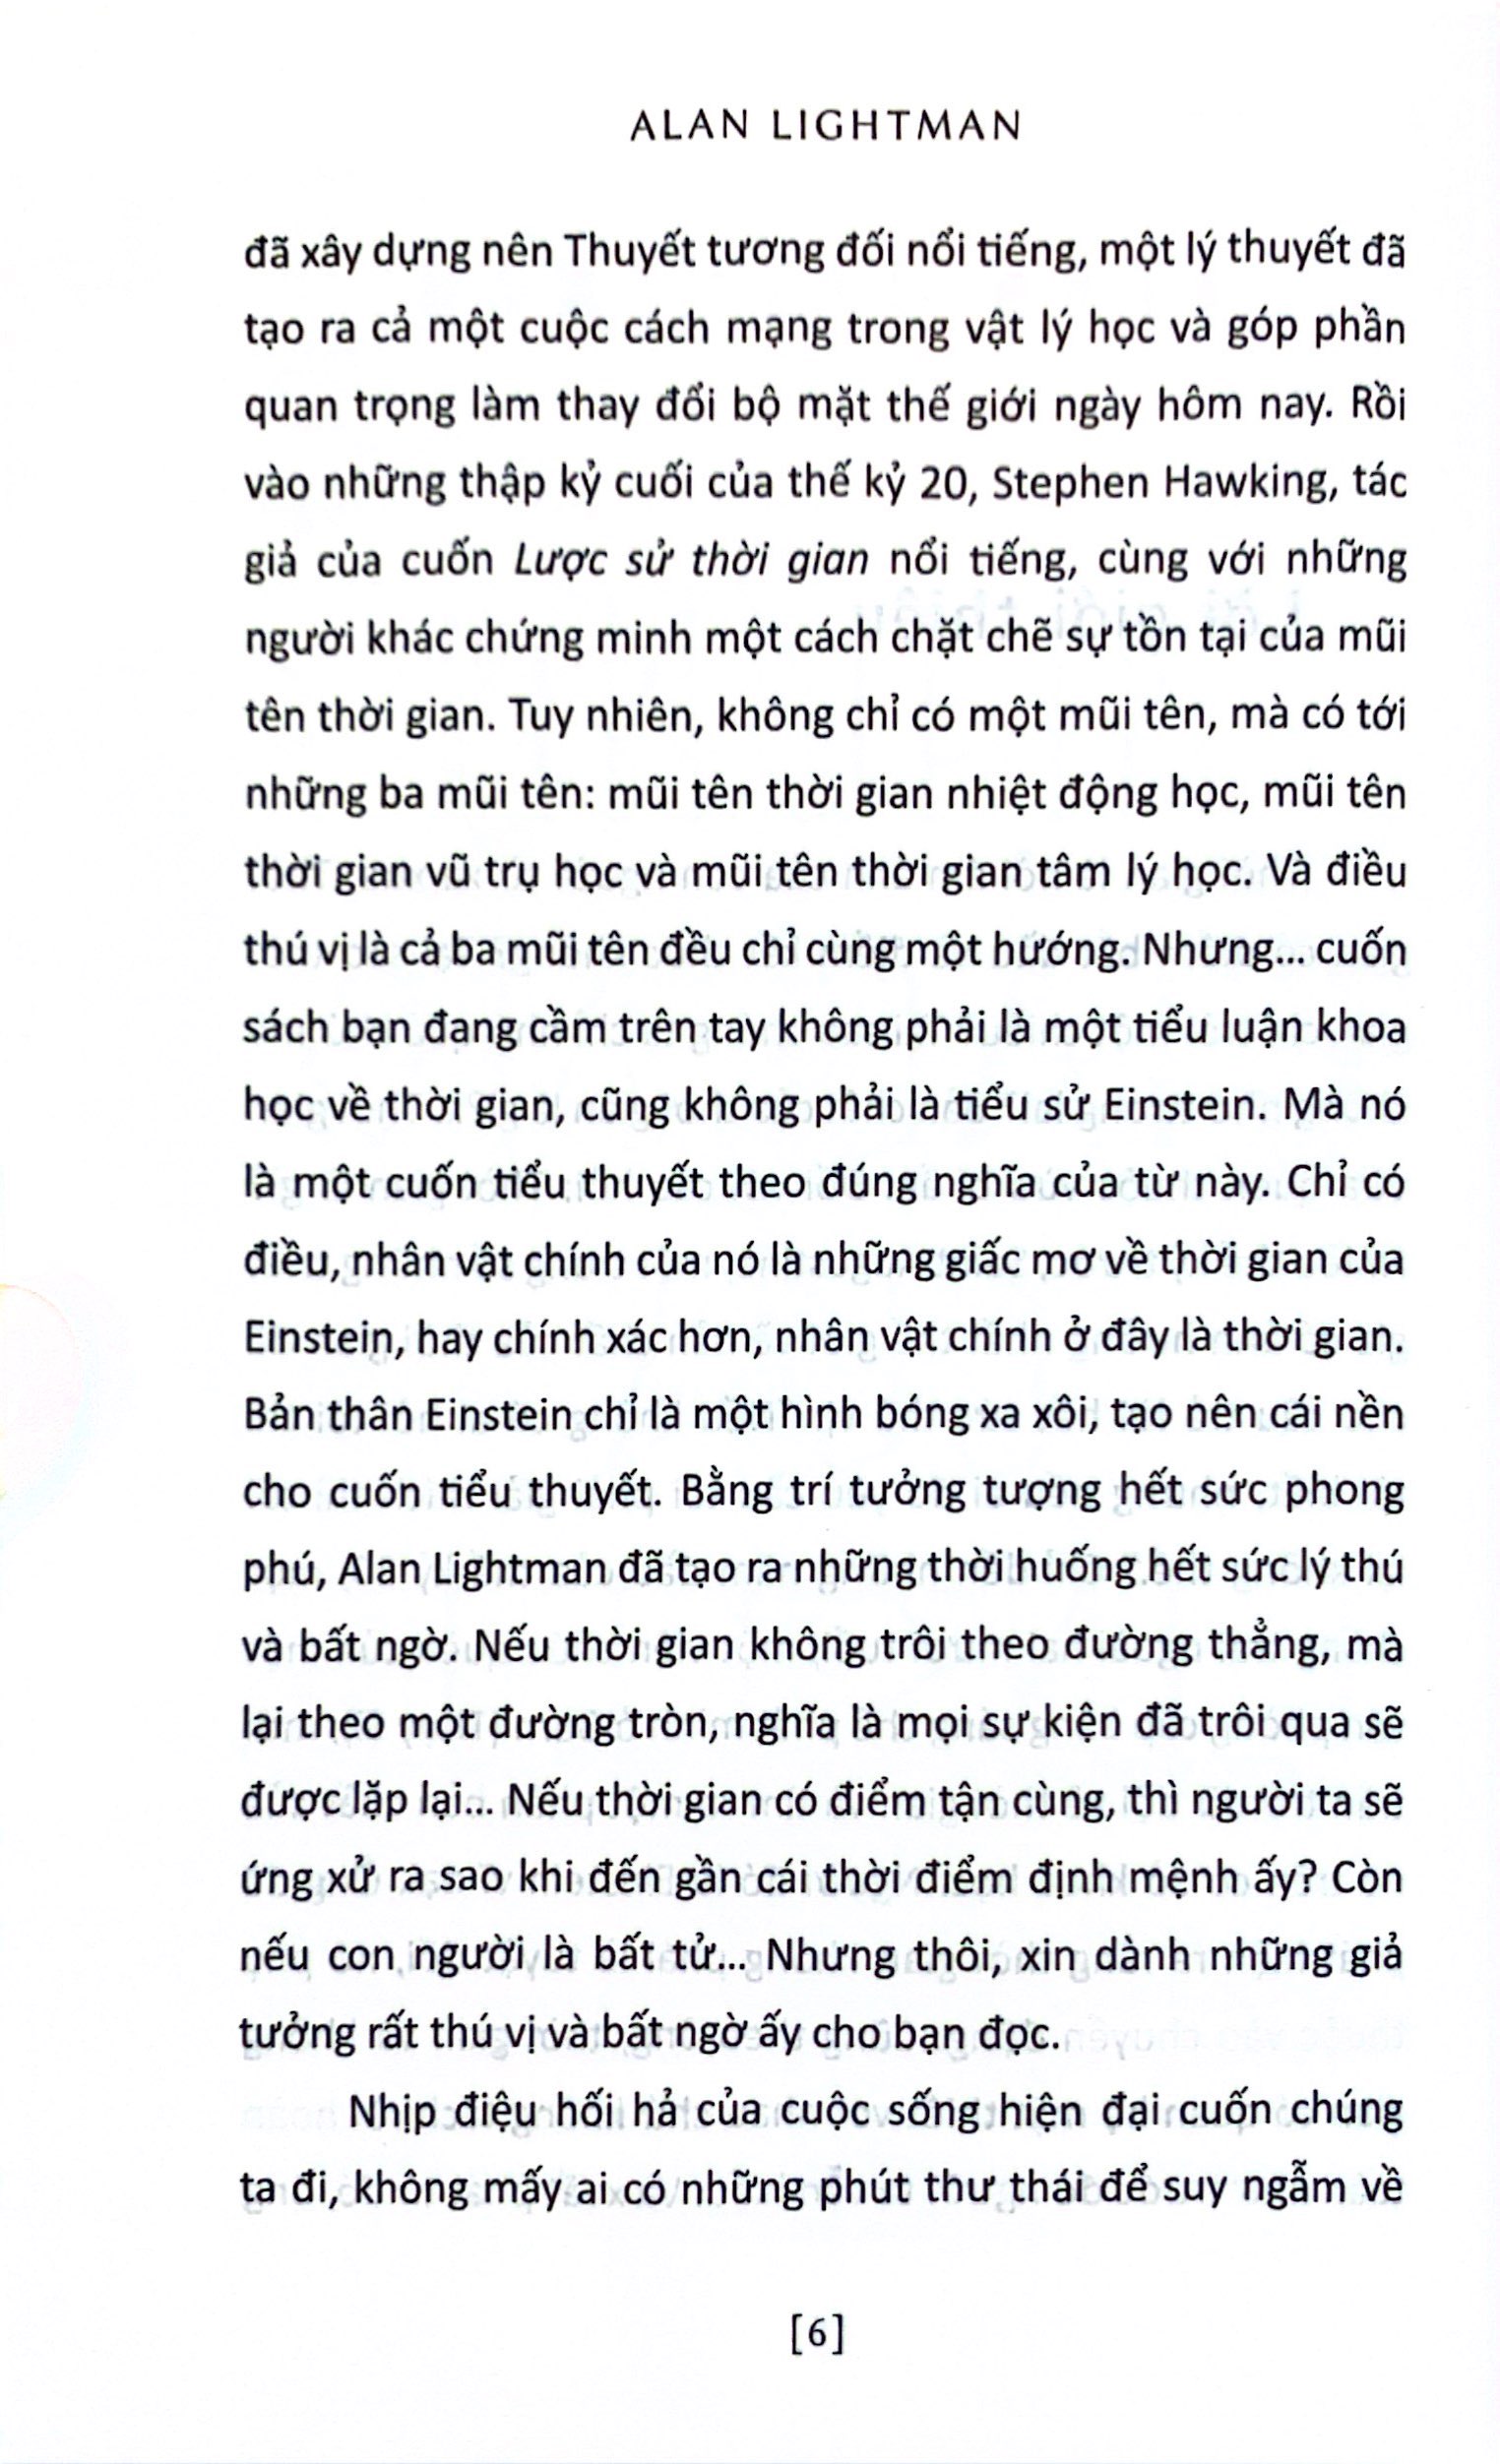 ALAN LIGHTMAN
đã xây dựng nên Thuyết tương đối nổi tiếng, một lý thuyết đã
tạo ra cả một cuộc cách mạng trong vật lý học và góp phần
quan trọng làm thay đổi bộ mặt thế giới ngày hôm nay. Rồi
vào những thập kỷ cuối của thế kỷ 20, Stephen Hawking, tác
giả của cuốn Lược sử thời gian nổi tiếng, cùng với những
người khác chứng minh một cách chặt chẽ sự tồn tại của mũi
tên thời gian. Tuy nhiên, không chỉ có một mũi tên, mà có tới
những ba mũi tên: mũi tên thời gian nhiệt động học, mũi tên
thời gian vũ trụ học và mũi tên thời gian tâm lý học. Và điều
thú vị là cả ba mũi tên đều chỉ cùng một hướng. Nhưng... cuốn
sách bạn đang cầm trên tay không phải là một tiểu luận khoa
học về thời gian, cũng không phải là tiểu sử Einstein. Mà nó
là một cuốn tiểu thuyết theo đúng nghĩa của từ này. Chỉ có
điều, nhân vật chính của nó là những giấc mơ về thời gian của
Einstein, hay chính xác hơn, nhân vật chính ở đây là thời gian.
Bản thân Einstein chỉ là một hình bóng xa xôi, tạo nên cái nền
cho cuốn tiểu thuyết. Bằng trí tưởng tượng hết sức phong
phú, Alan Lightman đã tạo ra những thời huống hết sức lý thú
và bất ngờ. Nếu thời gian không trôi theo đường thẳng, mà
lại theo một đường tròn, nghĩa là mọi sự kiện đã trôi qua sẽ
được lặp lại... Nếu thời gian có điểm tận cùng, thì người ta sẽ
ứng xử ra sao khi đến gần cái thời điểm định mệnh ấy? Còn
nếu con người là bất tử... Nhưng thôi, xin dành những giả
tưởng rất thú vị và bất ngờ ấy cho bạn đọc.
Nhịp điệu hối hả của cuộc sống hiện đại cuốn chúng
ta đi, không mấy ai có những phút thư thái để suy ngẫm về
[6]